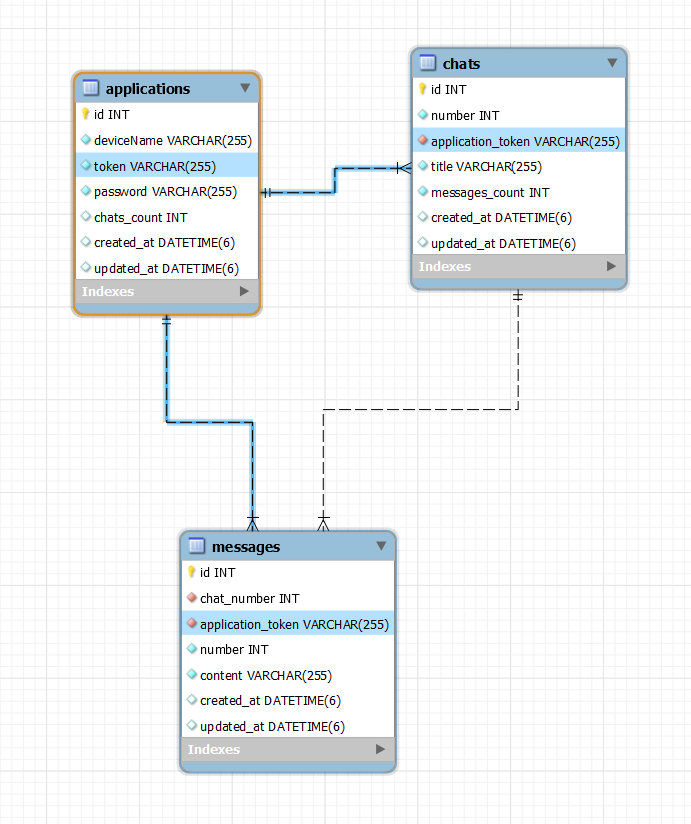 applications
id INT
deviceName VARCHAR(255)
token VARCHAR(255)
password VARCHAR(255)
chats_count INT
created_at DATETIME(6)
updated_at DATETIME(6)
Indexes
chats
id INT
number INT
application_token VARCHAR(255)
title VARCHAR(255)
messages_count INT
created_at DATETIME(6)
updated_at DATETIME(6)
Indexes
messages
id INT
chat_number INT
application_token VARCHAR(255)
number INT
content VARCHAR(255)
created_at DATETIME(6)
updated_at DATETIME(6)
Indexes